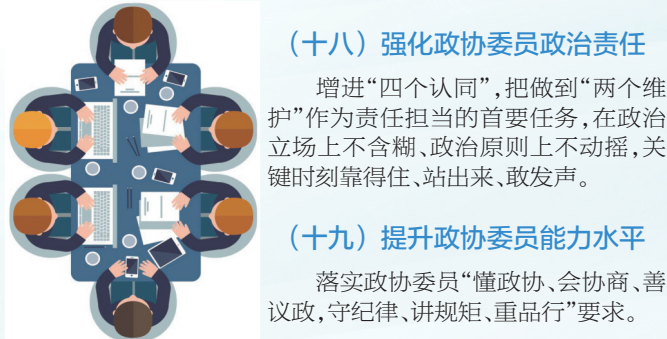 （十八）强化政协委员政治责任
增进“四个认同”，把做到“两个维
护”作为责任担当的首要任务，在政治
立场上不含糊、政治原则上不动摇，关
键时刻靠得住、站出来、敢发声。
（十九）提升政协委员能力水平
落实政协委员“懂政协、会协商、善
议政，守纪律、讲规矩、重品行”要求。